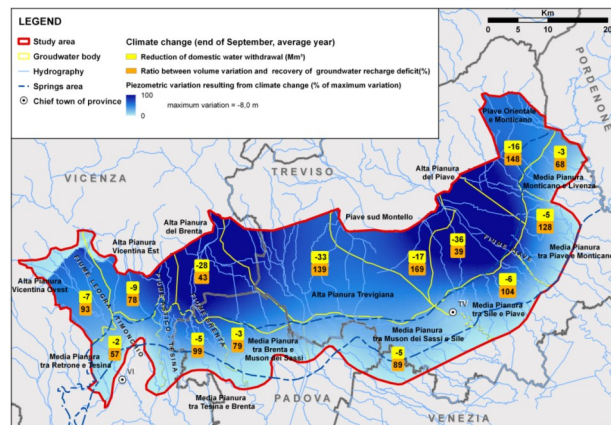 LEGEND
Study area
Groudwater body
Hydrography
Springs area
Chief town of province
Climate change (end of September, average year)
Reduction of domestic water withdrawal (Mm³)
Ratio between volume variation and recovery of groundwater recharge deficit(%)
Piezometric variation resulting from climate change (% of maximum variation)
100
0
maximum variation = -8,0 m
Km
0
10
20
PORDENONE
Piave Orientale
e Monticano
-16
148
-3
68
Media Pianura
Monticano e Livenza
VICENZA
TREVISO
Alta Pianura
del Piave
Alta Pianura
del Brenta
Piave sud Montello
-5
128
Alta Pianura
Vicentina Est
-36
39
FIUME PIAVE
Media Pianura
tra Piave e Monticano
-28
43
-33
139
-17
169
Alta Pianura
Vicentina Ovest
-9
78
-7
93
-6
104
Alta Pianura Trevigiana
TV
Media Pianura
tra Sile e Piave
FIUME BRENTA
-3
79
-5
99
-2
57
Media Pianura
tra Brenta e
Muson dei Sassi
Media Pianura
tra Muson dei Sassi e Sile
-5
89
Media Pianura
tra Retrone e Tesina
VI
Media Pianura
tra Tesina e Brenta
PADOVA
VENEZIA